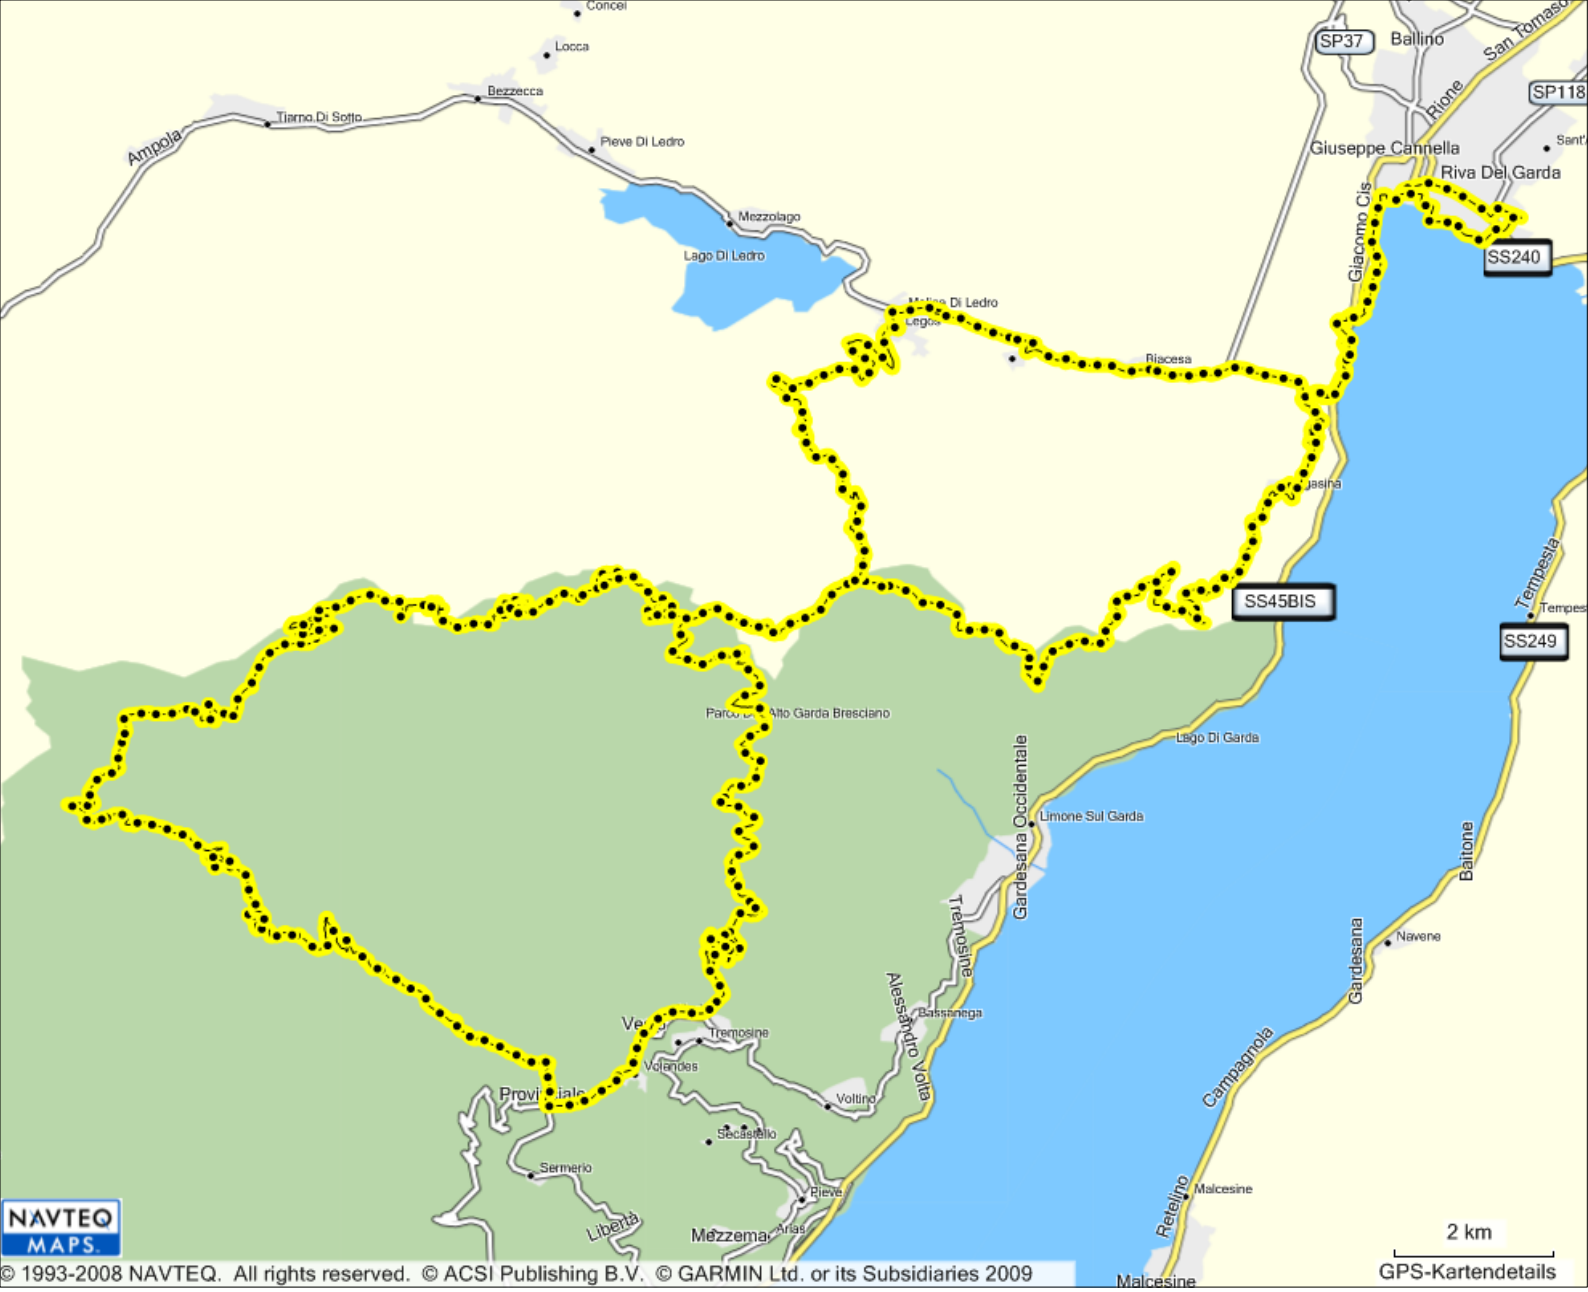 Concei
Locca
SP37
Ballino
San Tomaso
Bezzecca
Rione
SP118
Tiarno Di Sotto
Ampola
Pieve Di Ledro
Giuseppe Cannella
Sant'
Riva Del Garda
Mezzolago
Giacomo Cis
Lago Di Ledro
SS240
Molina Di Ledro
Legos
Biacesa
gasina
Tempesta
SS45BIS
Tempes
SS249
Alto Garda Bresciano
Lago Di Garda
Gardesana Occidentale
Limone Sul Garda
Baitone
Tremosine
Gardesana
Navene
Alessandro Volta
Bassanega
Tremosine
Campagnola
Volandes
Voltino
Secastello
Sermerio
Pieve
Retelino
Malcesine
NAVTEQ
MAPS.
Libertà
Mezzema
Arias
2 km
© 1993-2008 NAVTEQ. All rights reserved. © ACSI Publishing B.V. © GARMIN Ltd. or its Subsidiaries 2009
GPS-Kartendetails
Malcesine